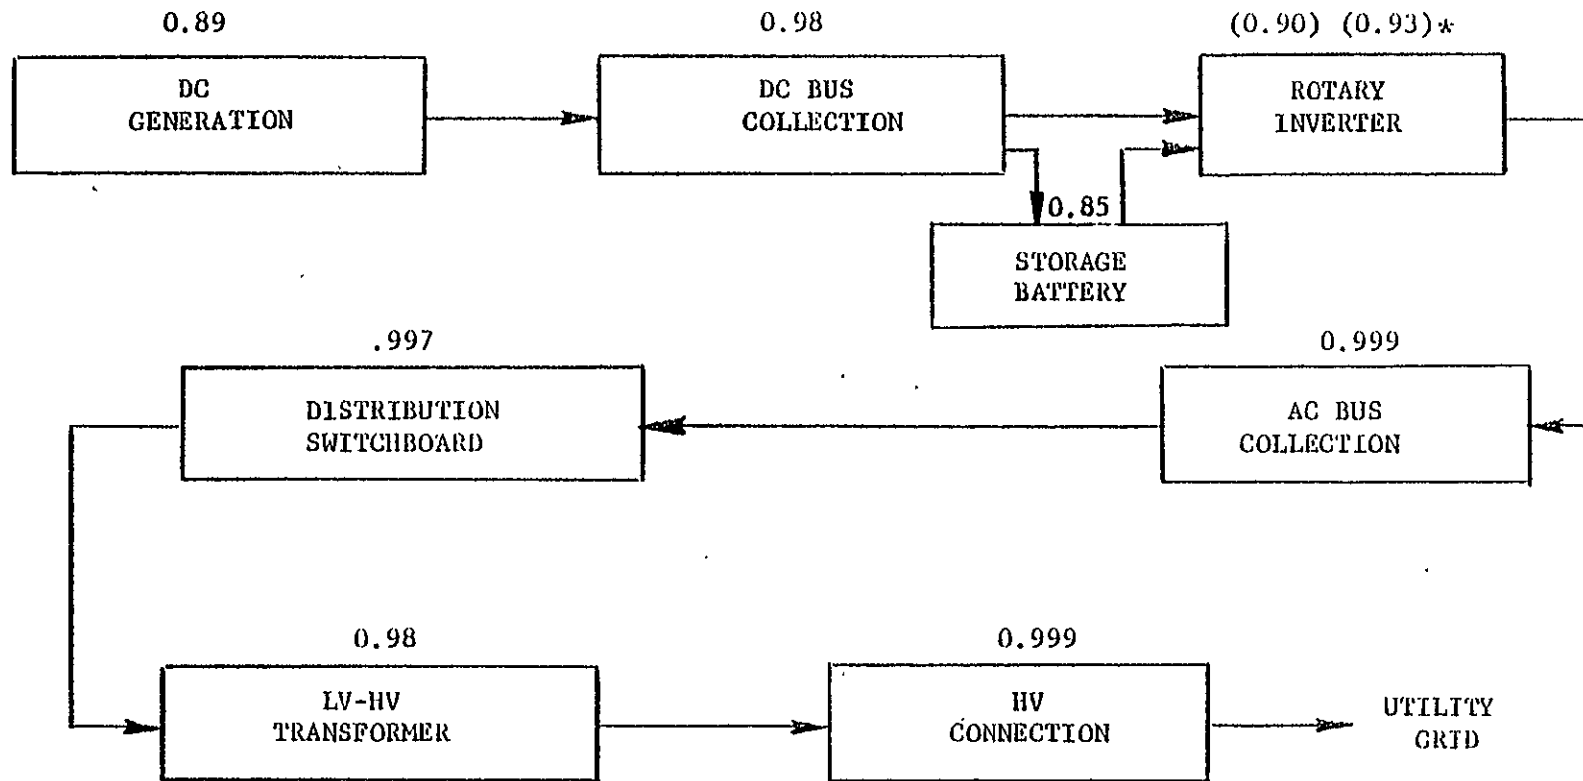 0.89
0.98
(0.90) (0.93)*
DC
GENERATION
DC BUS
COLLECTION
ROTARY
INVERTER
0.85
STORAGE
BATTERY
.997
0.999
DISTRIBUTION
SWITCHBOARD
AC BUS
COLLECTION
0.98
0.999
LV-HV
TRANSFORMER
HV
CONNECTION
UTILITY
GRID